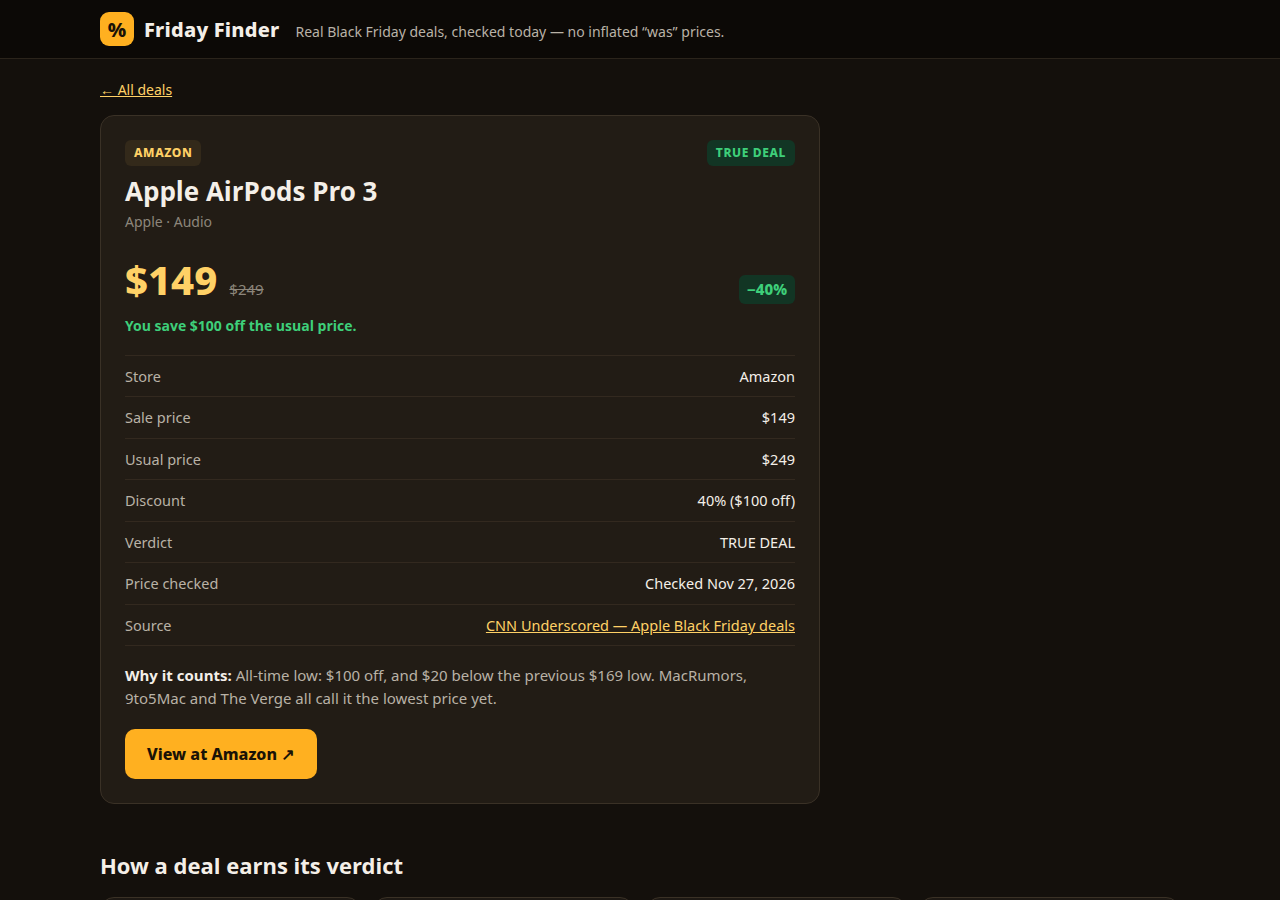 %
Friday Finder
Real Black Friday deals, checked today — no inflated “was” prices.
← All deals
AMAZON
TRUE DEAL
Apple AirPods Pro 3
Apple · Audio
$149 $249
−40%
You save $100 off the usual price.
Store Amazon
Sale price $149
Usual price $249
Discount 40% ($100 off)
Verdict TRUE DEAL
Price checked Checked Nov 27, 2026
Source CNN Underscored — Apple Black Friday deals
Why it counts: All-time low: $100 off, and $20 below the previous $169 low. MacRumors,
9to5Mac and The Verge all call it the lowest price yet.
View at Amazon ↗
How a deal earns its verdict